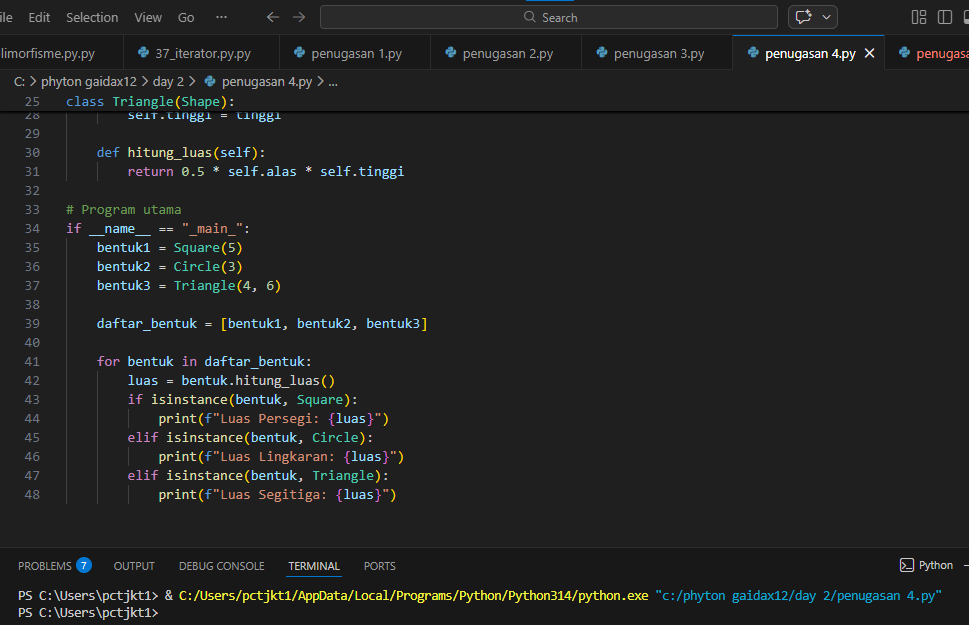 ile Edit Selection View Go ··· Search
limorfisme.py.py 37_iterator.py.py penugasan 1.py penugasan 2.py penugasan 3.py penugasan 4.py penugasa
C: > phyton gaidax12 > day 2 > penugasan 4.py > ...
25 class Triangle(Shape):
28 self.tinggi = tinggi
29
30 def hitung_luas(self):
31 return 0.5 * self.alas * self.tinggi
32
33 # Program utama
34 if __name__ == "_main_":
35 bentuk1 = Square(5)
36 bentuk2 = Circle(3)
37 bentuk3 = Triangle(4, 6)
38
39 daftar_bentuk = [bentuk1, bentuk2, bentuk3]
40
41 for bentuk in daftar_bentuk:
42 luas = bentuk.hitung_luas()
43 if isinstance(bentuk, Square):
44 print(f"Luas Persegi: {luas}")
45 elif isinstance(bentuk, Circle):
46 print(f"Luas Lingkaran: {luas}")
47 elif isinstance(bentuk, Triangle):
48 print(f"Luas Segitiga: {luas}")
PROBLEMS 7 OUTPUT DEBUG CONSOLE TERMINAL PORTS Python
PS C:\Users\pctjkt1> & C:/Users/pctjkt1/AppData/Local/Programs/Python/Python314/python.exe "c:/phyton gaidax12/day 2/penugasan 4.py"
PS C:\Users\pctjkt1>